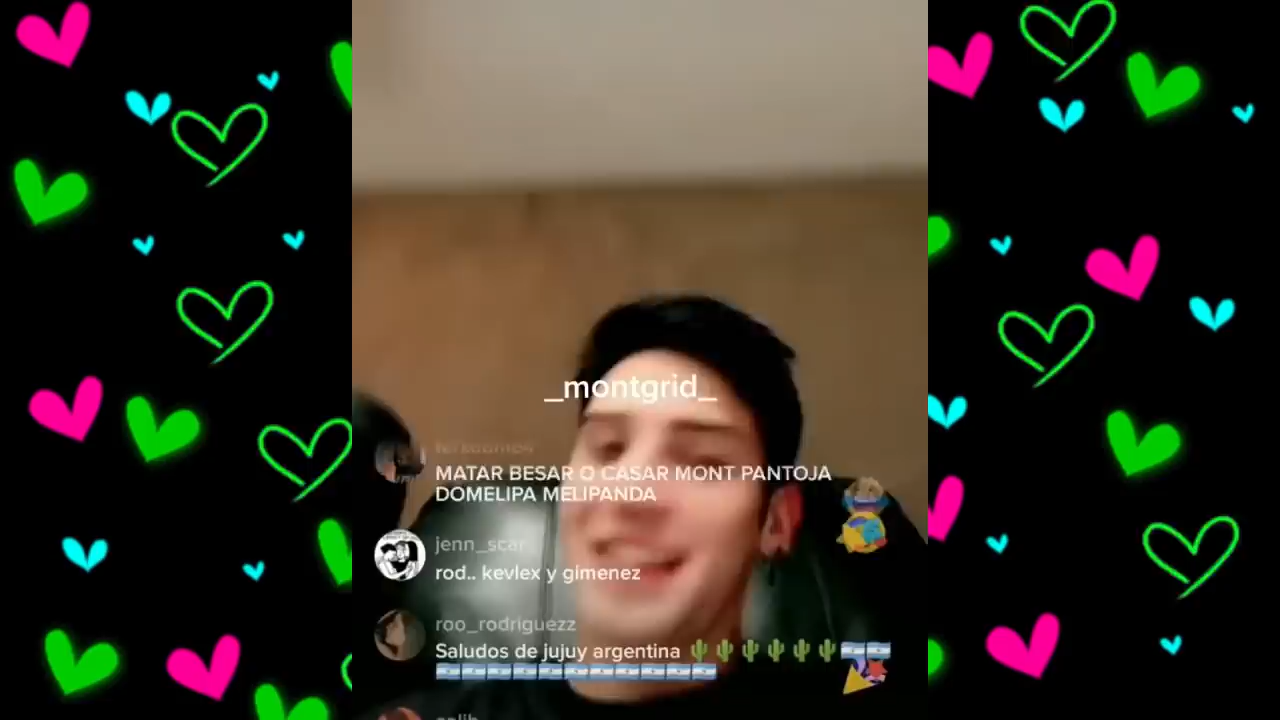 _montgrid_
MATAR BESAR O CASAR MONT PANTOJA
DOMELIPA MELIPANDA
jenn_scar
rod.. kevlex y gimenez
roo_rodriguezz
Saludos de jujuy argentina 🌵🌵🌵🌵🌵🌵🇦🇷🇦🇷
🇦🇷🇦🇷🇦🇷🇦🇷🇦🇷🇦🇷🇦🇷🇦🇷🇦🇷🇦🇷🇦🇷